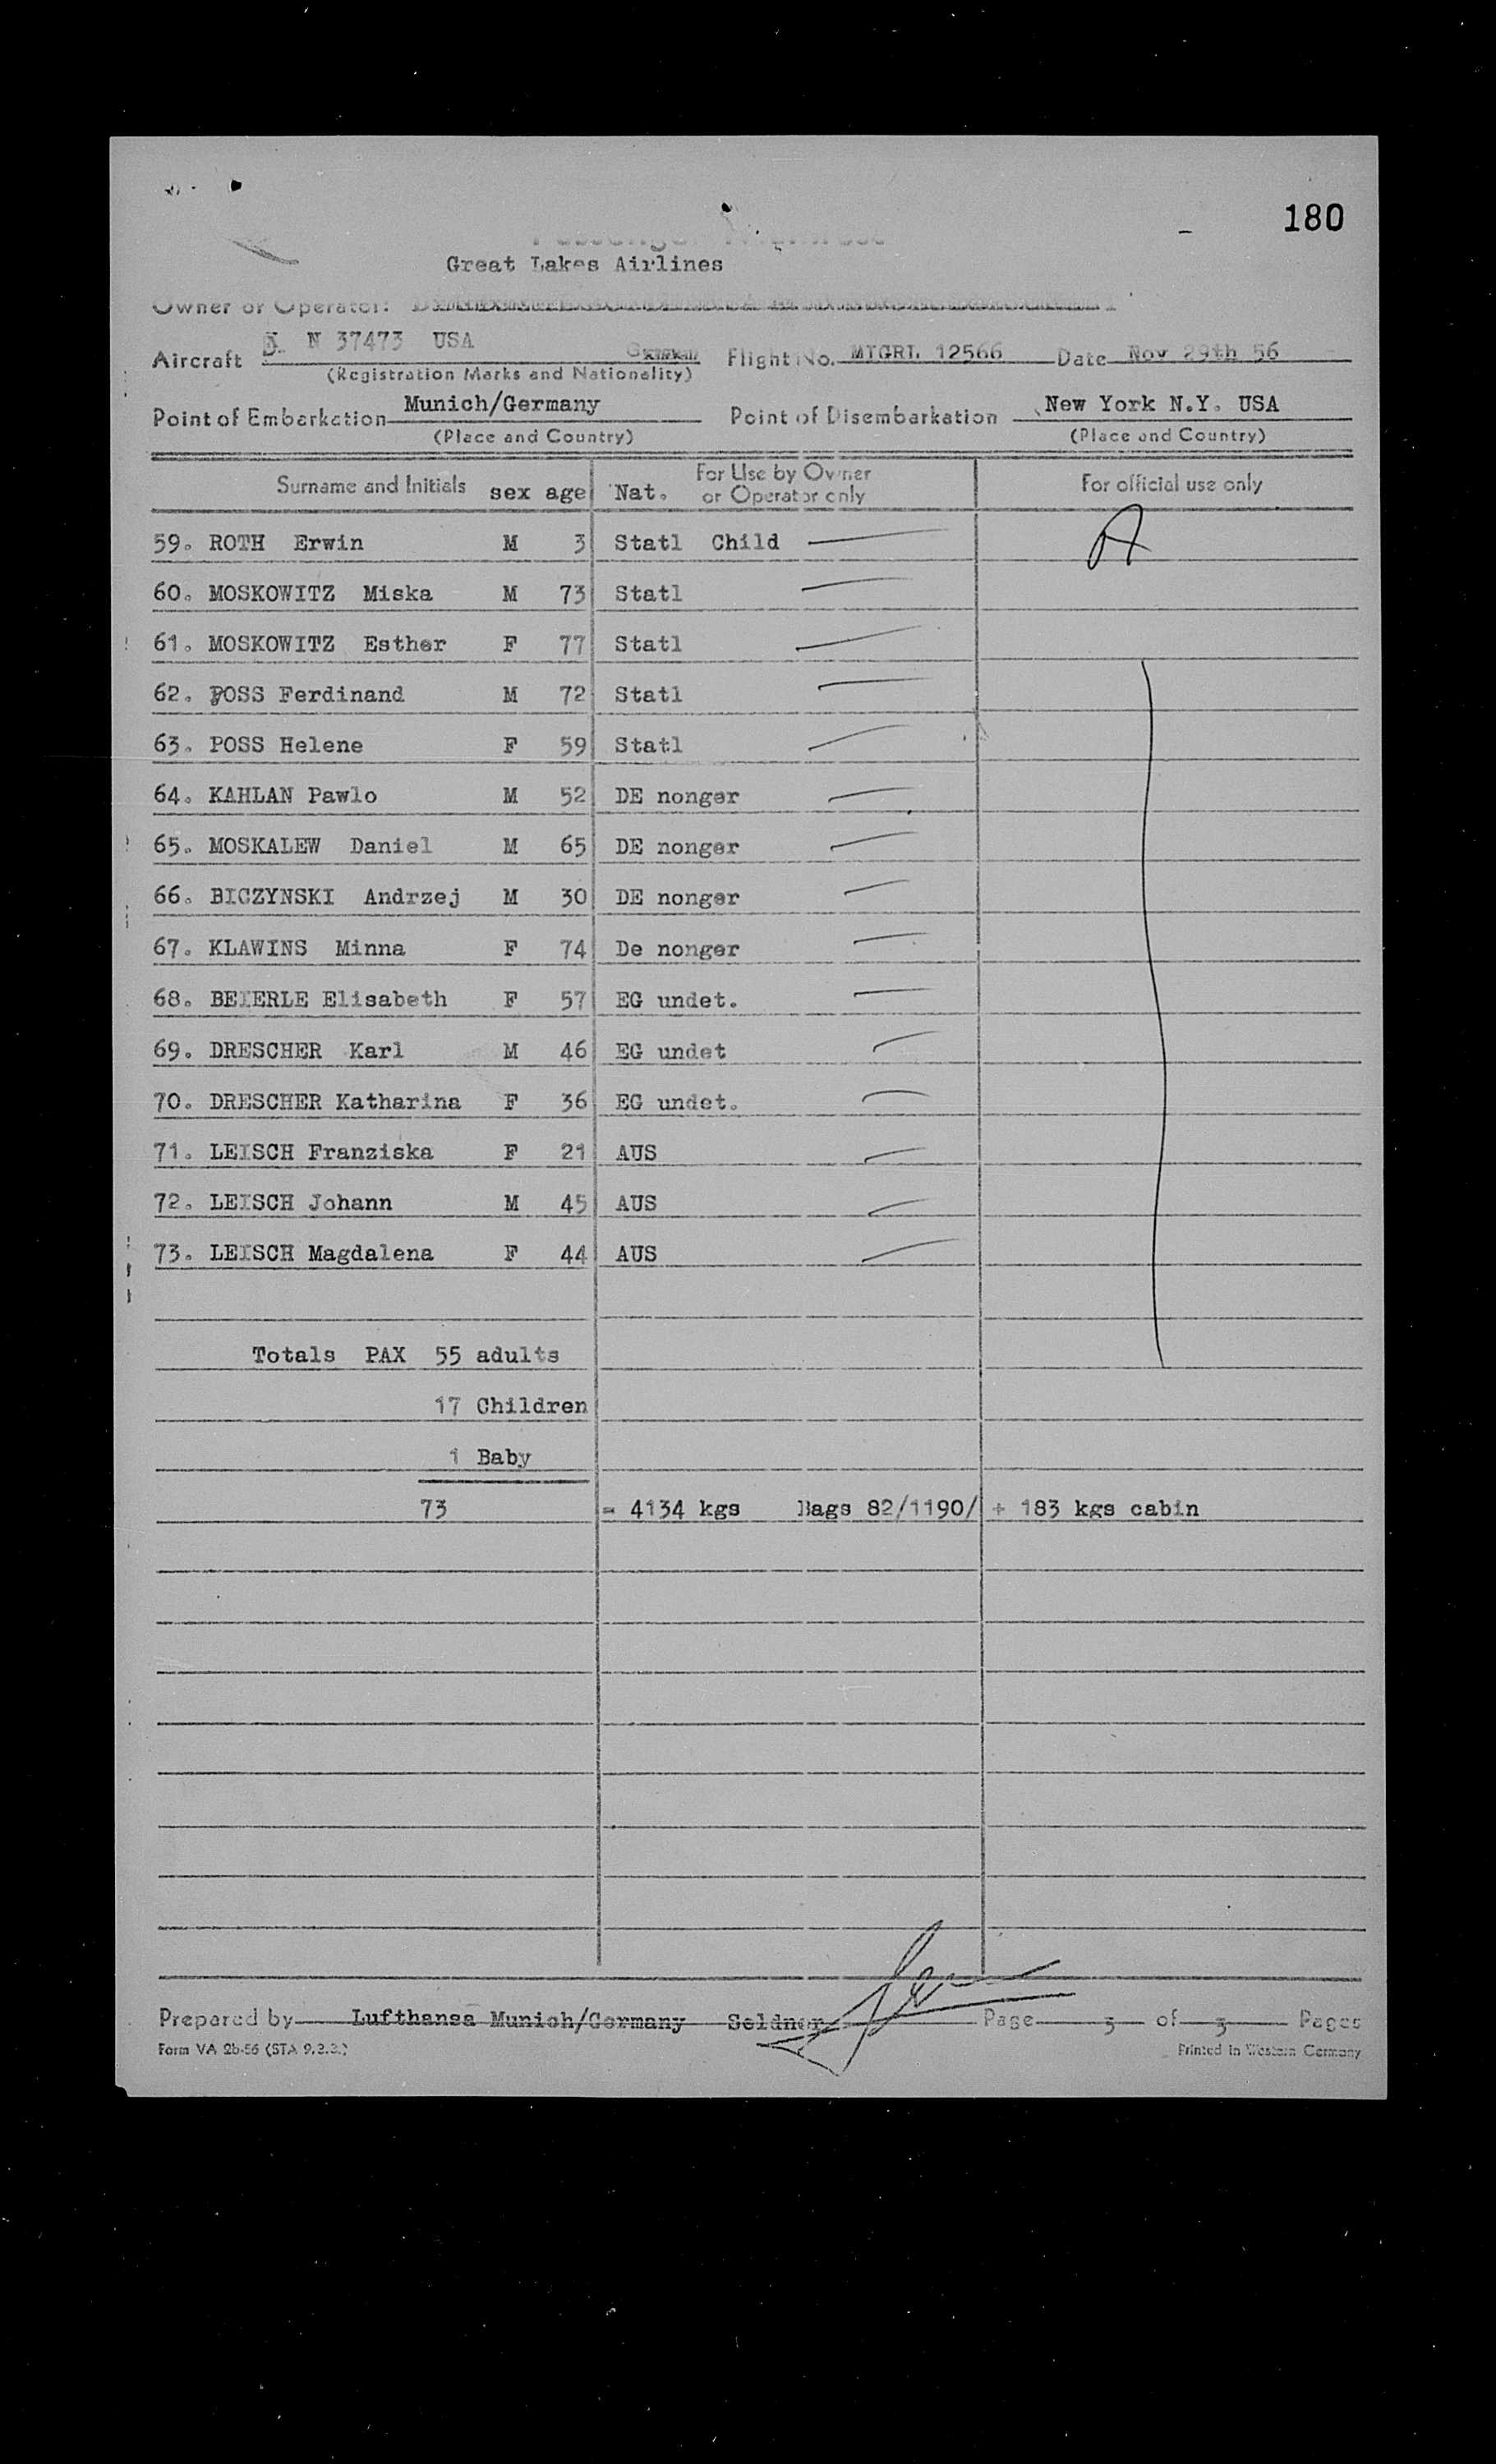 180
Great Lakes Airlines
Owner or Operator:
Aircraft N 37473 USA Flight No. MIGRL 12566 Date Nov 29th 56
(Registration Marks and Nationality)
Point of Embarkation Munich/Germany Point of Disembarkation New York N.Y. USA
(Place and Country) (Place and Country)
Surname and Initials sex age Nat. For Use by Owner or Operator only For official use only
59. ROTH Erwin M 3 Statl Child
60. MOSKOWITZ Miska M 73 Statl
61. MOSKOWITZ Esther F 77 Statl
62. POSS Ferdinand M 72 Statl
63. POSS Helene F 59 Statl
64. KAHLAN Pawlo M 52 DE nonger
65. MOSKALEW Daniel M 65 DE nonger
66. BICZYNSKI Andrzej M 30 DE nonger
67. KLAWINS Minna F 74 De nonger
68. BEIERLE Elisabeth F 57 EG undet.
69. DRESCHER Karl M 46 EG undet
70. DRESCHER Katharina F 36 EG undet.
71. LEISCH Franziska F 21 AUS
72. LEISCH Johann M 45 AUS
73. LEISCH Magdalena F 44 AUS
Totals PAX 55 adults
17 Children
1 Baby
73 = 4134 kgs Bags 82/1190/ + 183 kgs cabin
Prepared by Lufthansa Munich/Germany Seldner Page of Pages
Form VA 2b-56 (STA 9.3.3.) Printed in Western Germany